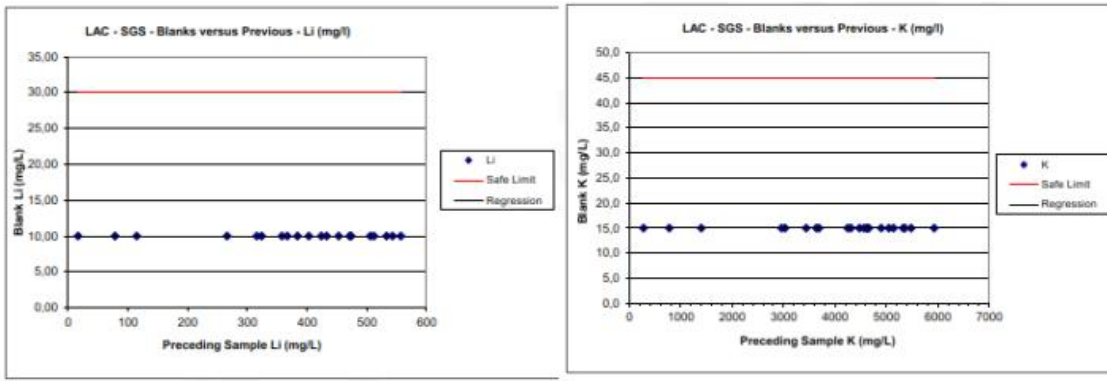 LAC - SGS - Blanks versus Previous - Li (mg/l)
35,00
30,00
25,00
20,00
15,00
10,00
5,00
0,00
Blank Li (mg/L)
0 100 200 300 400 500 600
Preceding Sample Li (mg/L)
Li
Safe Limit
Regression
LAC - SGS - Blanks versus Previous - K (mg/l)
50,0
45,0
40,0
35,0
30,0
25,0
20,0
15,0
10,0
5,0
0,0
Blank K (mg/L)
0 1000 2000 3000 4000 5000 6000 7000
Preceding Sample K (mg/L)
K
Safe Limit
Regression